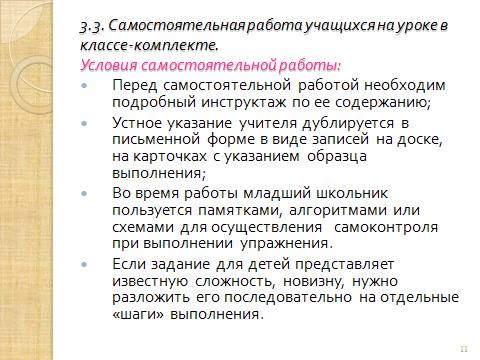 3.3. Самостоятельная работа учащихся на уроке в
классе-комплекте.
Условия самостоятельной работы:
Перед самостоятельной работой необходим
подробный инструктаж по ее содержанию;
Устное указание учителя дублируется в
письменной форме в виде записей на доске,
на карточках с указанием образца
выполнения;
Во время работы младший школьник
пользуется памятками, алгоритмами или
схемами для осуществления самоконтроля
при выполнении упражнения.
Если задание для детей представляет
известную сложность, новизну, нужно
разложить его последовательно на отдельные
«шаги» выполнения.
11